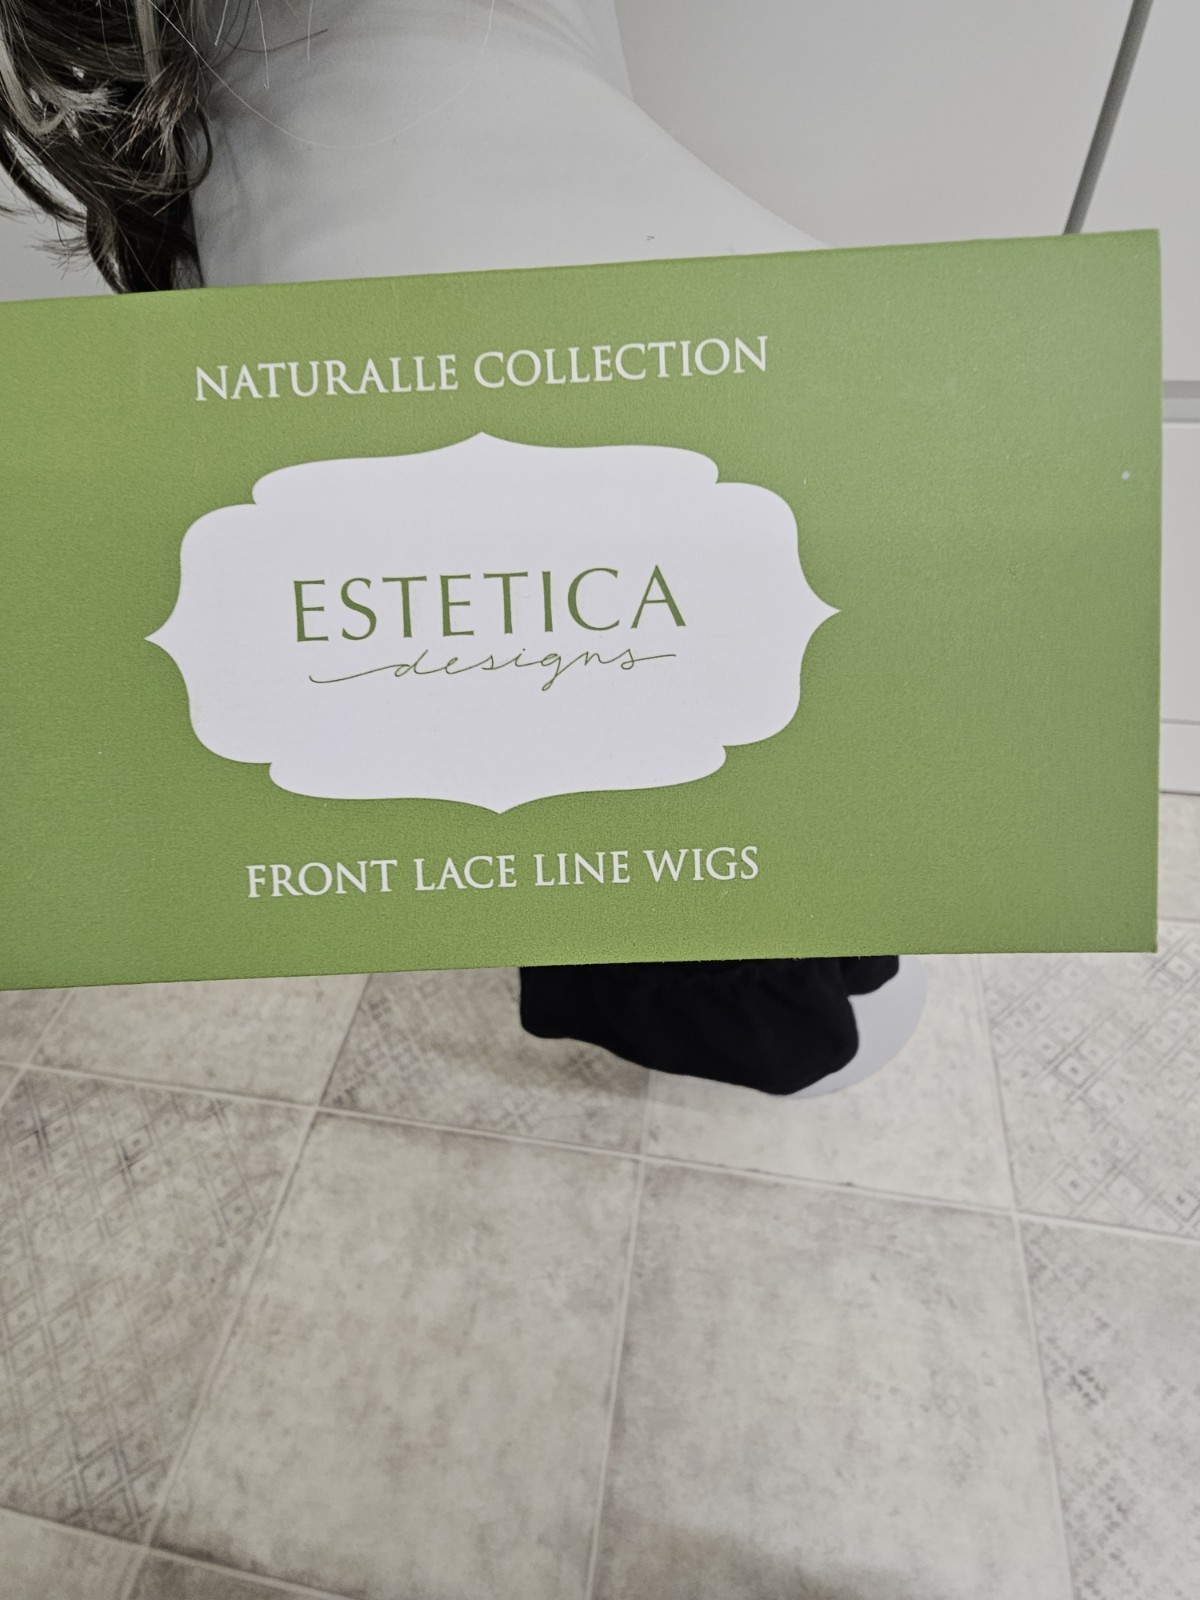 NATURALLE COLLECTION
ESTETICA
designs
FRONT LACE LINE WIGS